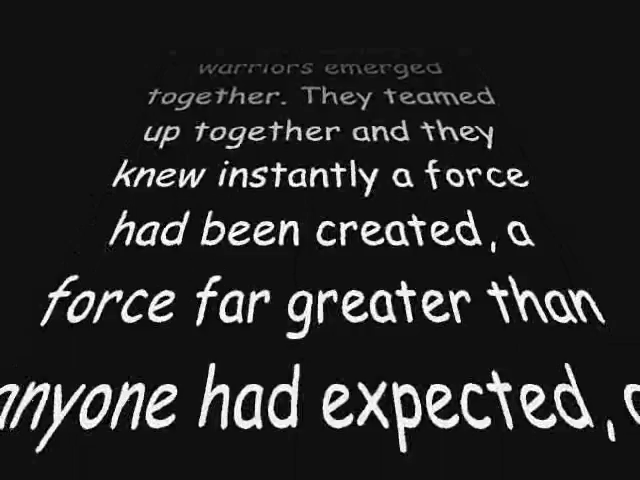 warriors emerged
together. They teamed
up together and they
knew instantly a force
had been created, a
force far greater than
anyone had expected,